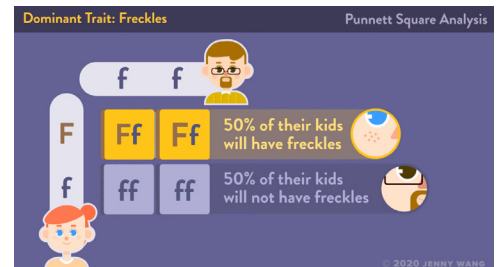 Dominant Trait: Freckles
Punnett Square Analysis
f f
F Ff Ff 50% of their kids
will have freckles
f ff ff 50% of their kids
will not have freckles
© 2020 JENNY WANG